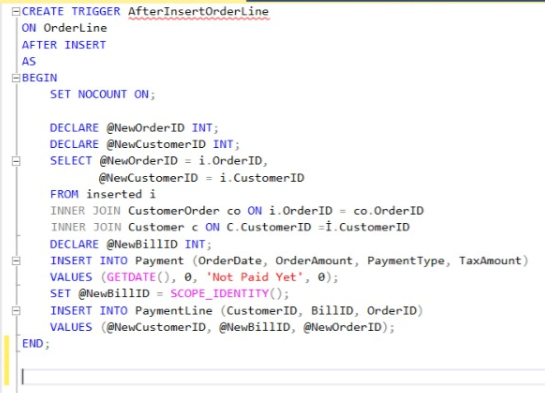 CREATE TRIGGER AfterInsertOrderLine
ON OrderLine
AFTER INSERT
AS
BEGIN
SET NOCOUNT ON;
DECLARE @NewOrderID INT;
DECLARE @NewCustomerID INT;
SELECT @NewOrderID = i.OrderID,
@NewCustomerID = i.CustomerID
FROM inserted i
INNER JOIN CustomerOrder co ON i.OrderID = co.OrderID
INNER JOIN Customer c ON C.CustomerID =İ.CustomerID
DECLARE @NewBillID INT;
INSERT INTO Payment (OrderDate, OrderAmount, PaymentType, TaxAmount)
VALUES (GETDATE(), 0, 'Not Paid Yet', 0);
SET @NewBillID = SCOPE_IDENTITY();
INSERT INTO PaymentLine (CustomerID, BillID, OrderID)
VALUES (@NewCustomerID, @NewBillID, @NewOrderID);
END;